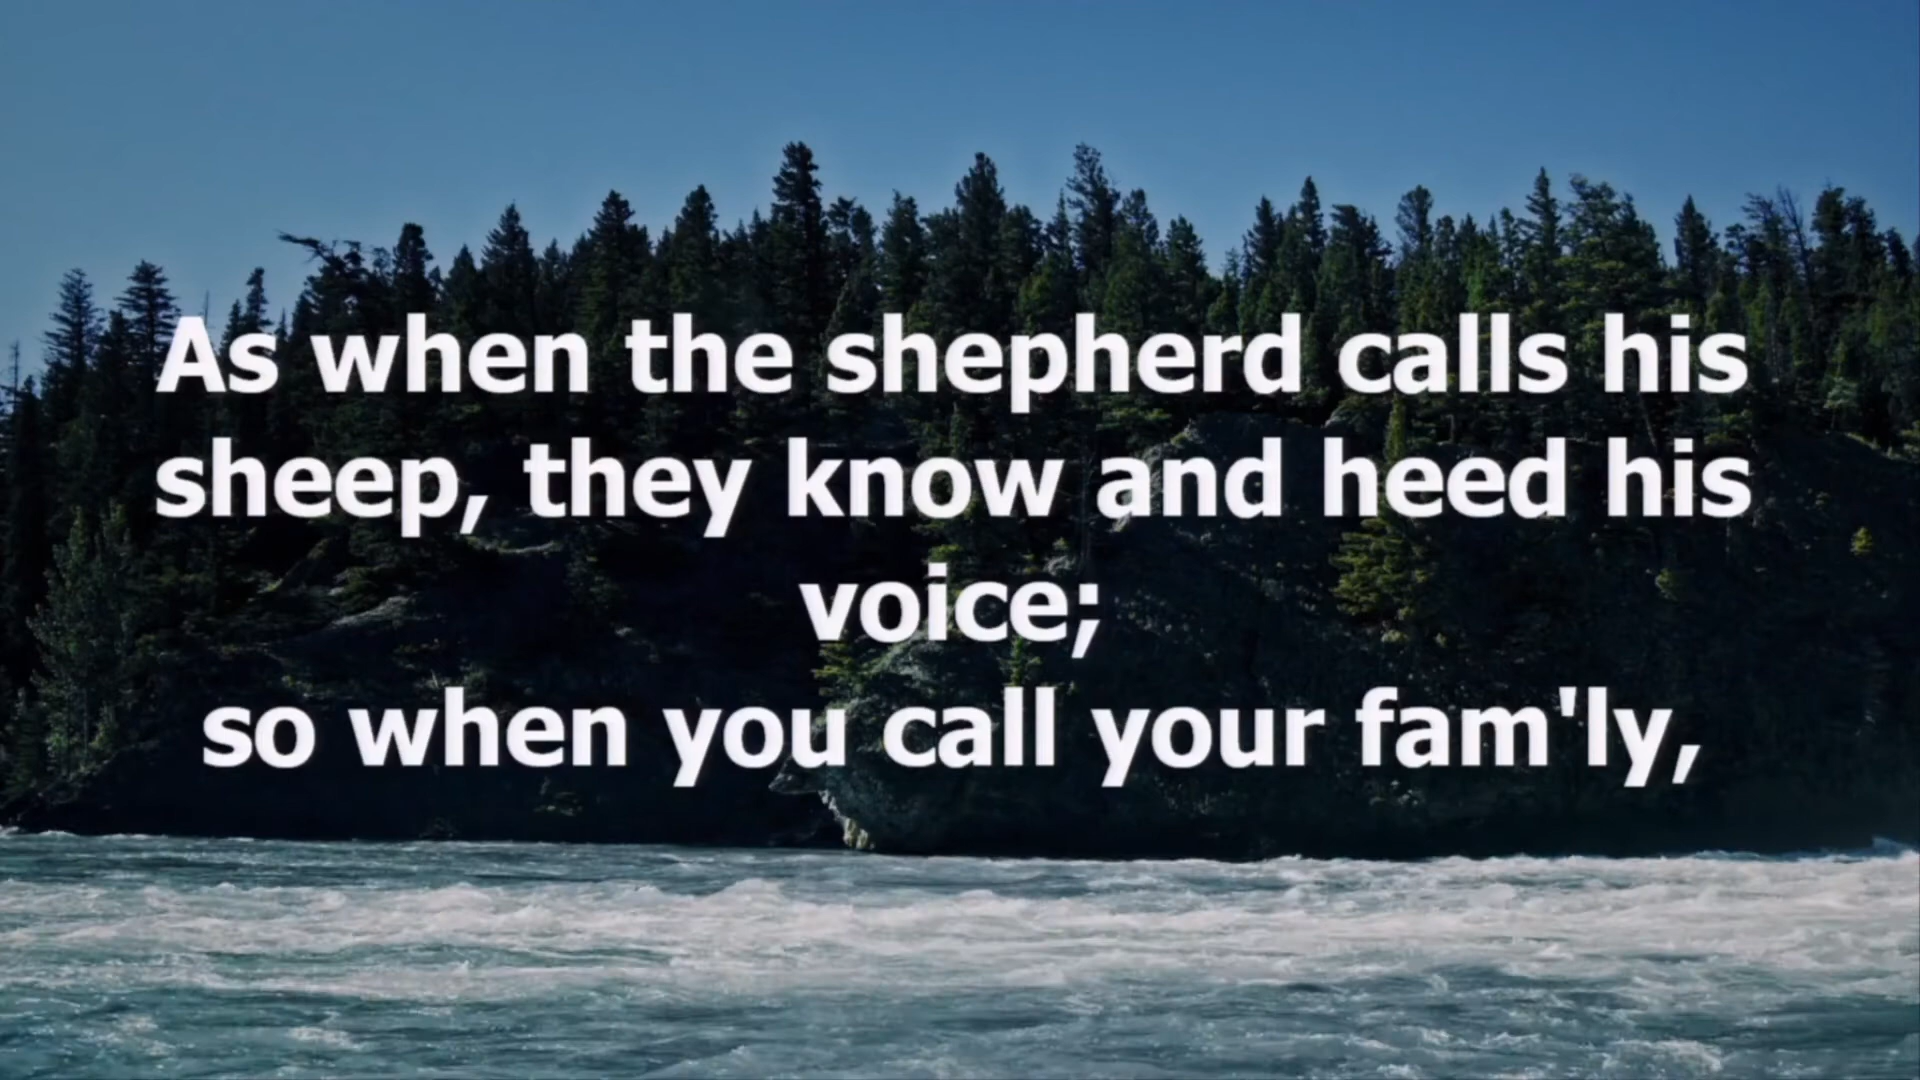 As when the shepherd calls his
sheep, they know and heed his
voice;
so when you call your fam'ly,